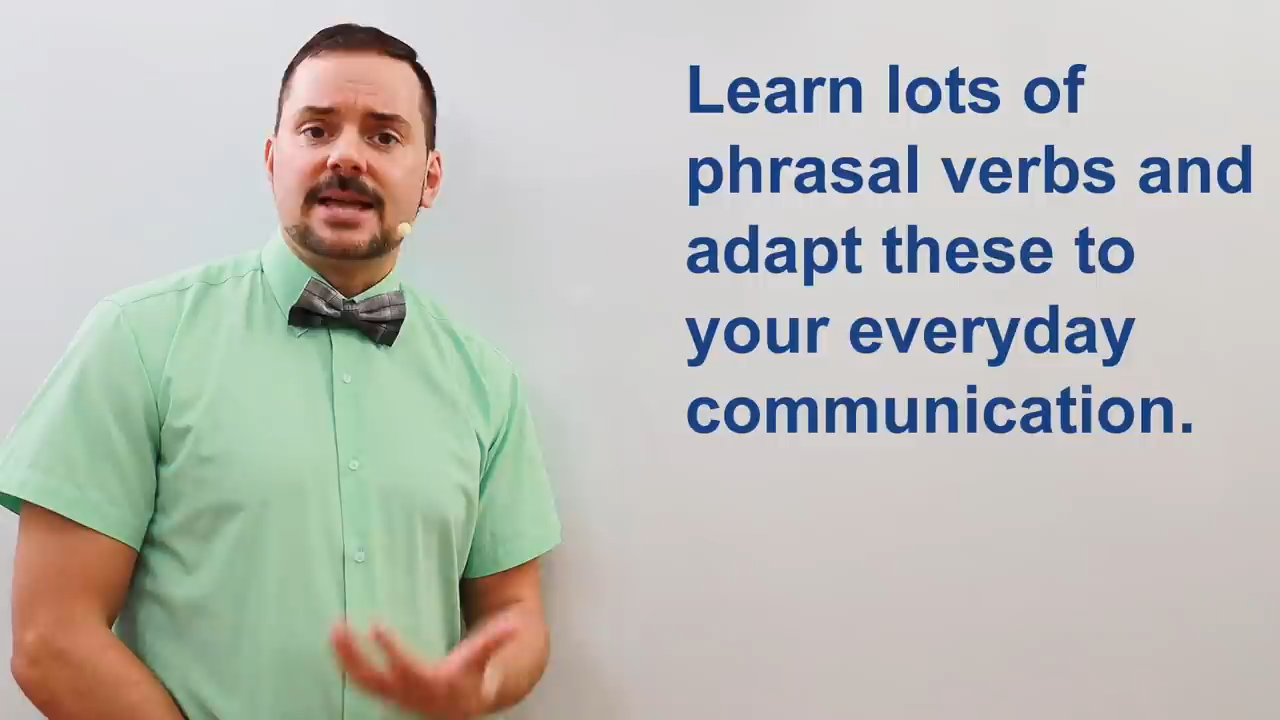 Learn lots of
phrasal verbs and
adapt these to
your everyday
communication.